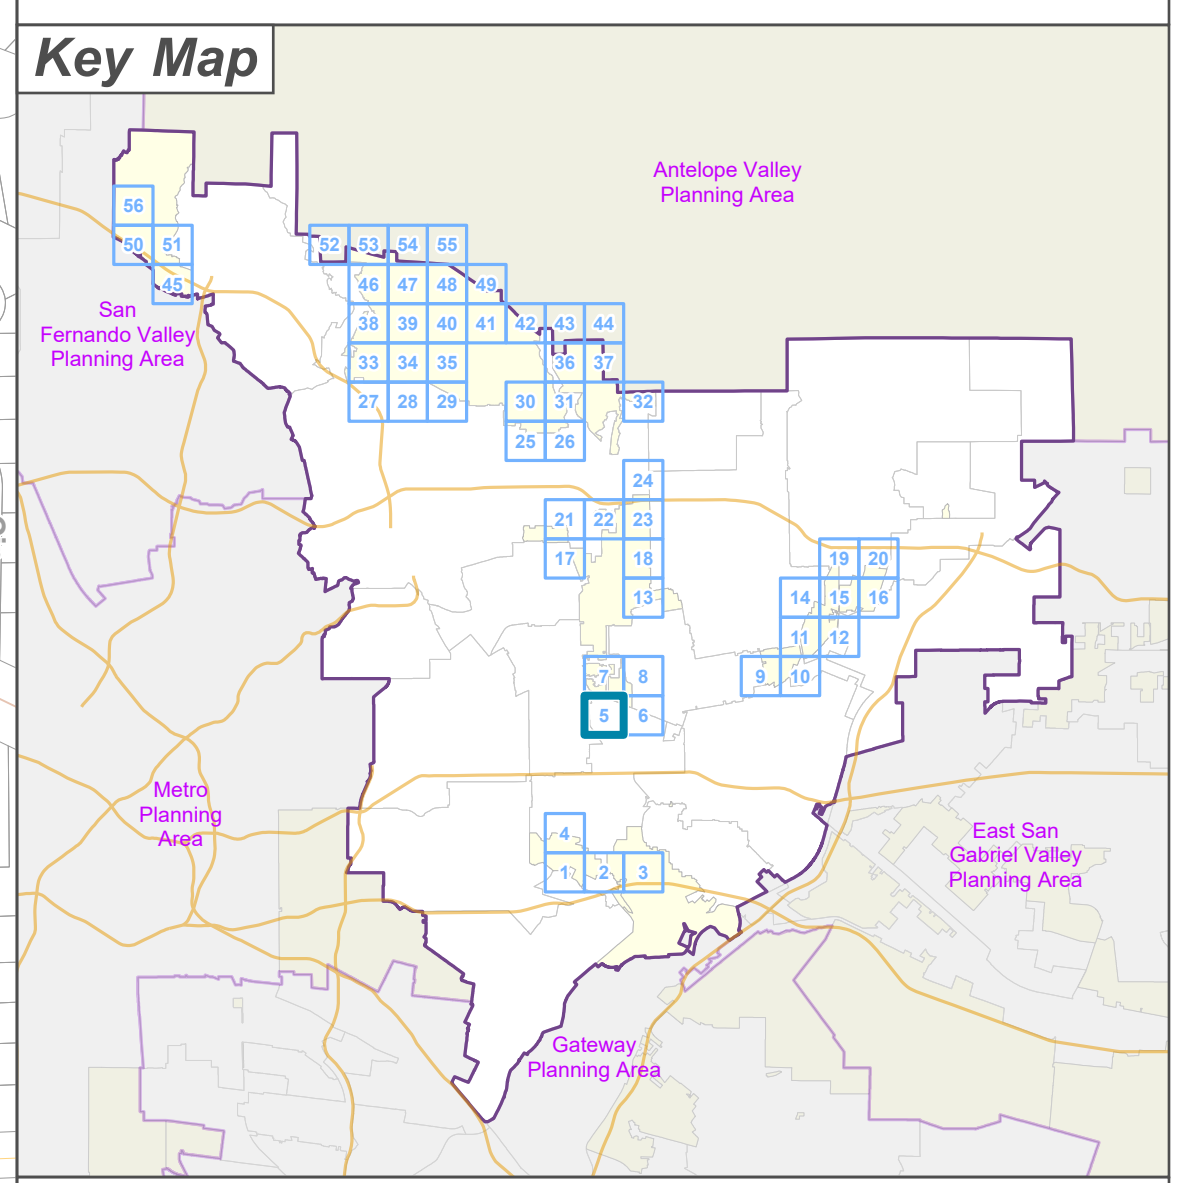 Key Map
Antelope Valley
Planning Area
56
50 51
52 53 54 55
45
46 47 48 49
San
Fernando Valley
Planning Area
38 39 40 41 42 43 44
33 34 35 36 37
27 28 29 30 31 32
25 26
24
21 22 23
17 18 19 20
13 14 15 16
11 12
7 8 9 10
5 6
Metro
Planning
Area
4
East San
Gabriel Valley
Planning Area
1 2 3
Gateway
Planning Area